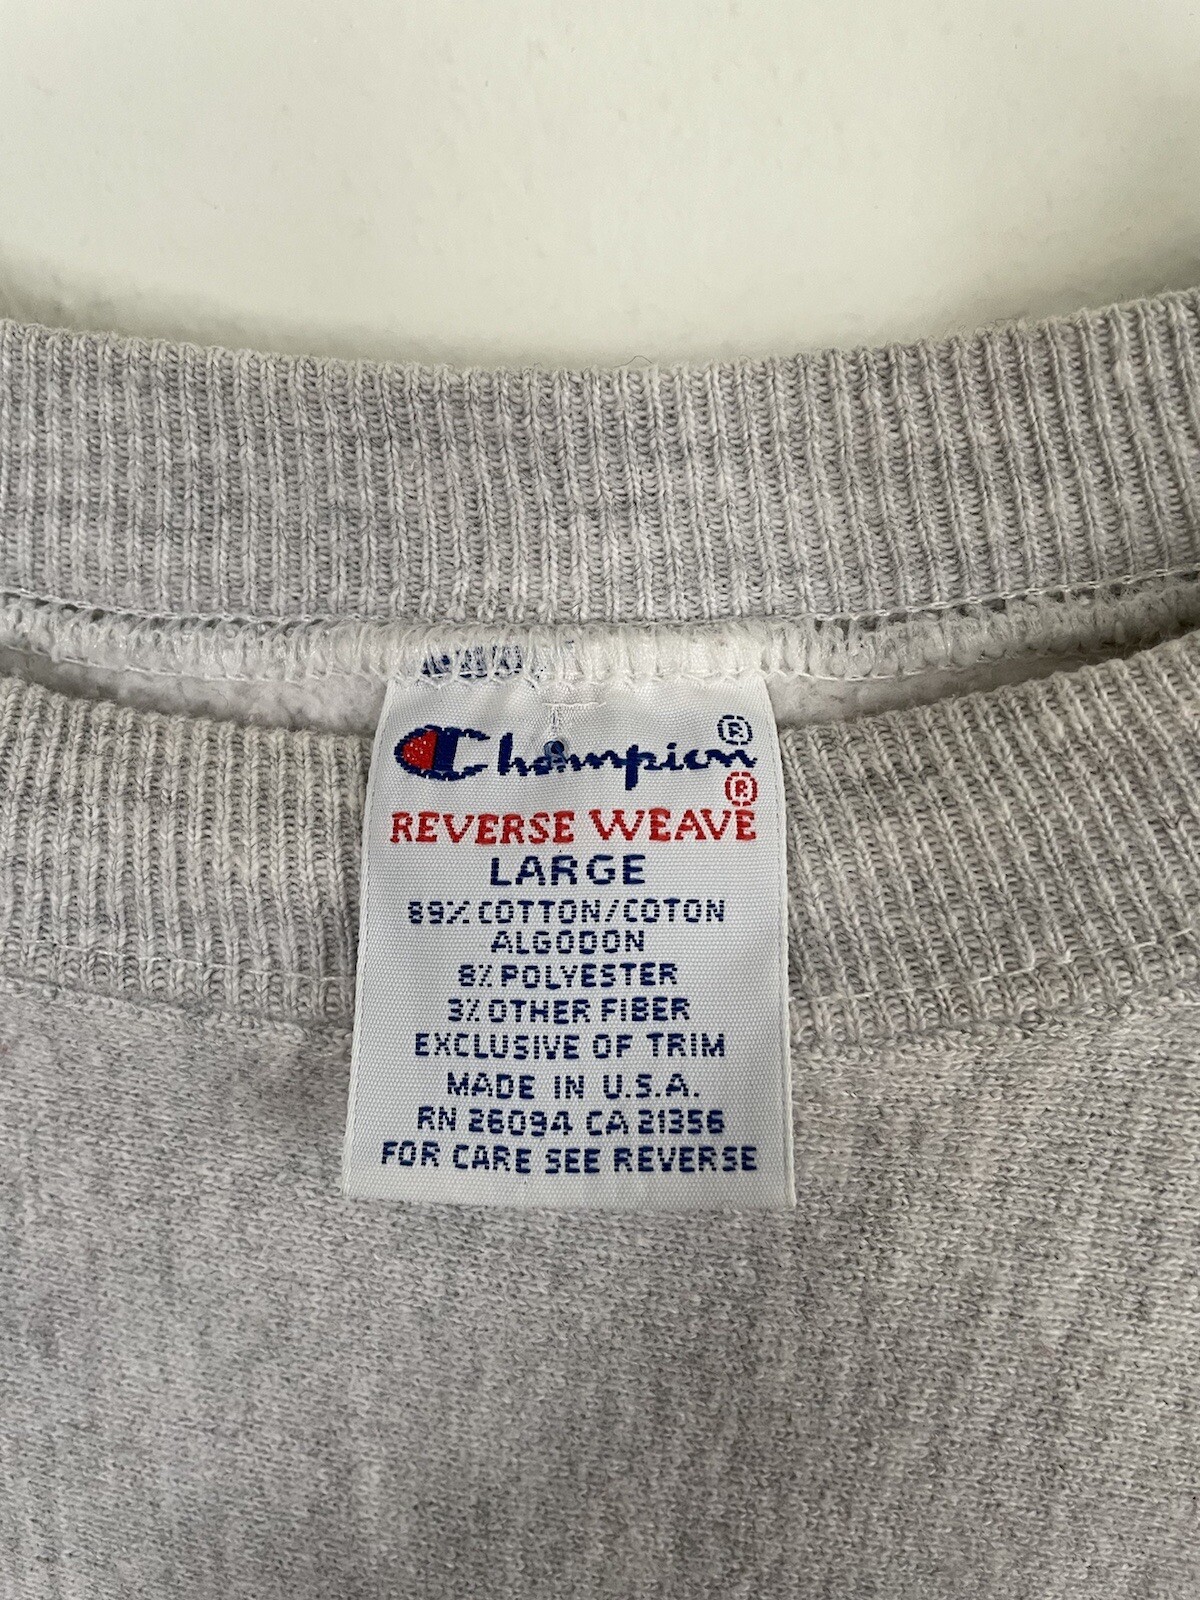 Champion®
REVERSE WEAVE®
LARGE
89% COTTON/COTON
ALGODON
8% POLYESTER
3% OTHER FIBER
EXCLUSIVE OF TRIM
MADE IN U.S.A.
RN 26094 CA 21356
FOR CARE SEE REVERSE